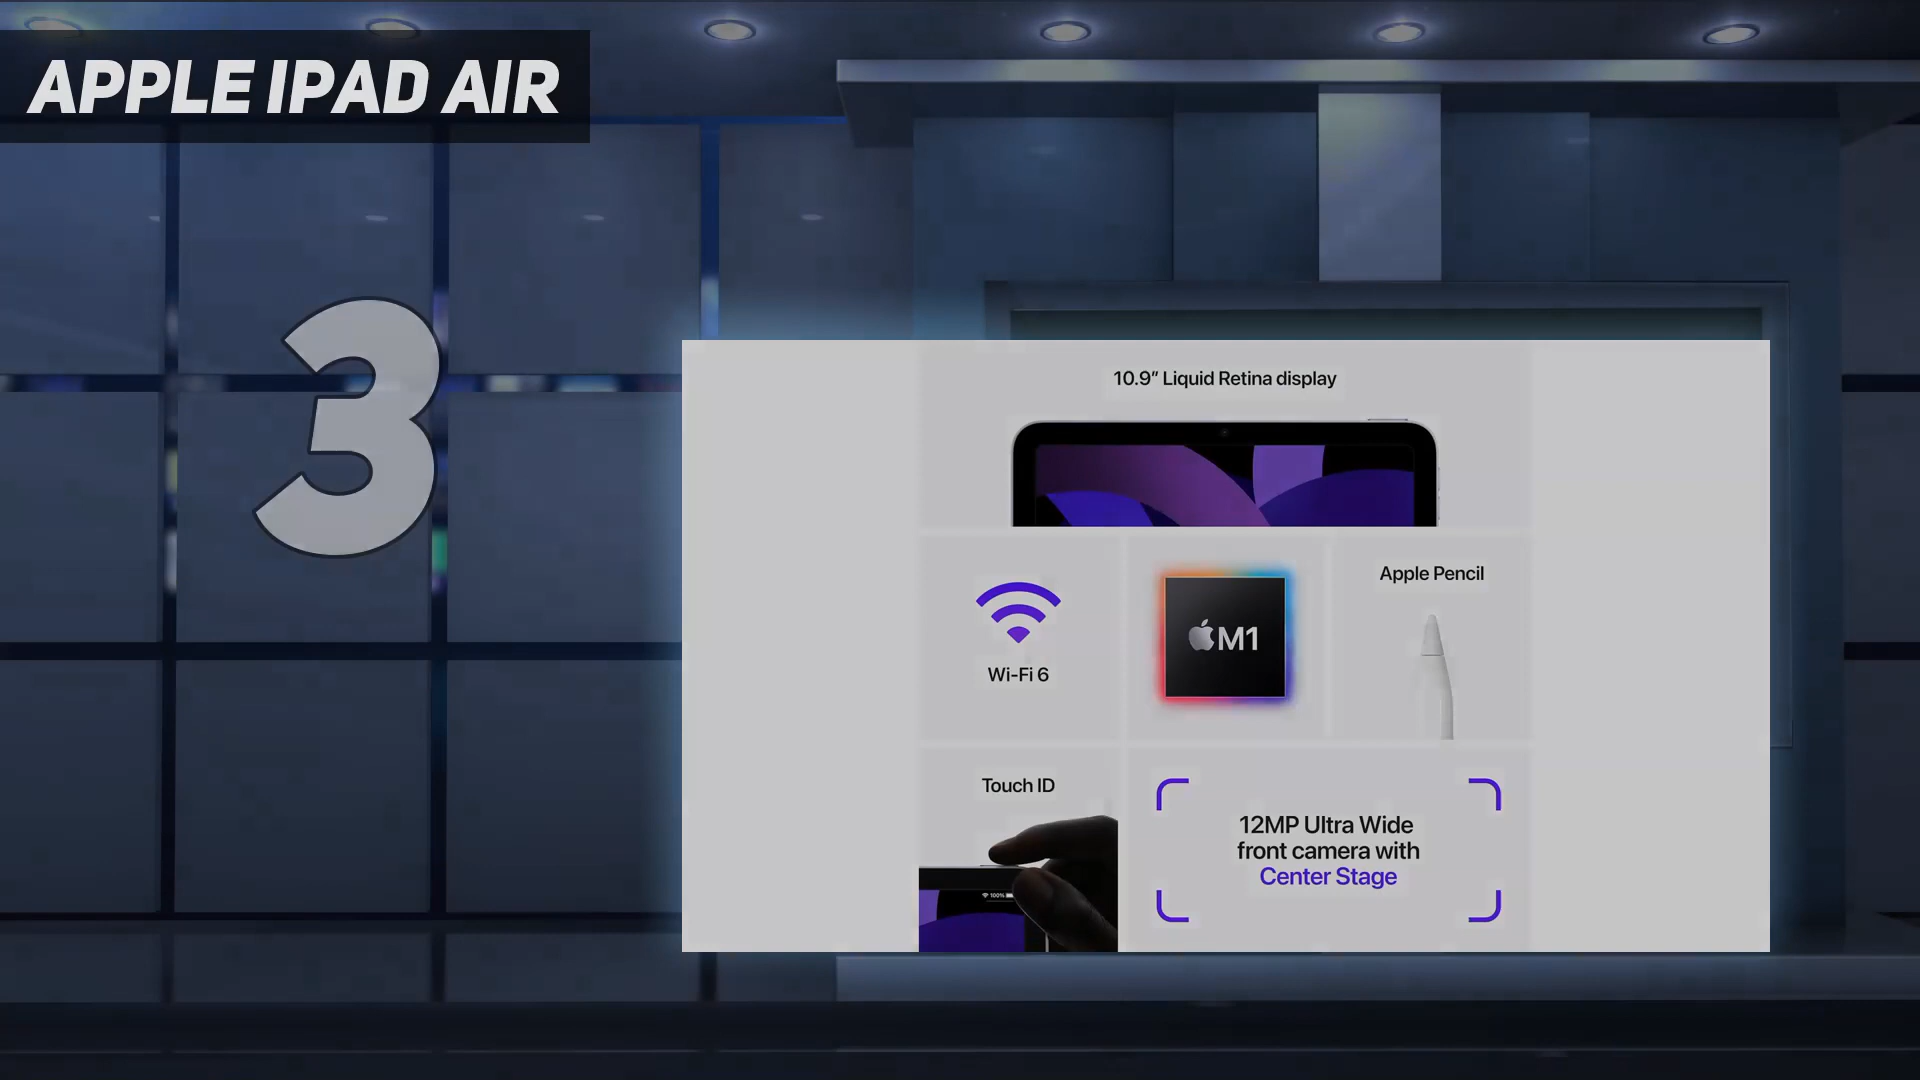 APPLE IPAD AIR
3
10.9” Liquid Retina display
Wi-Fi 6
M1
Apple Pencil
Touch ID
100%
12MP Ultra Wide
front camera with
Center Stage